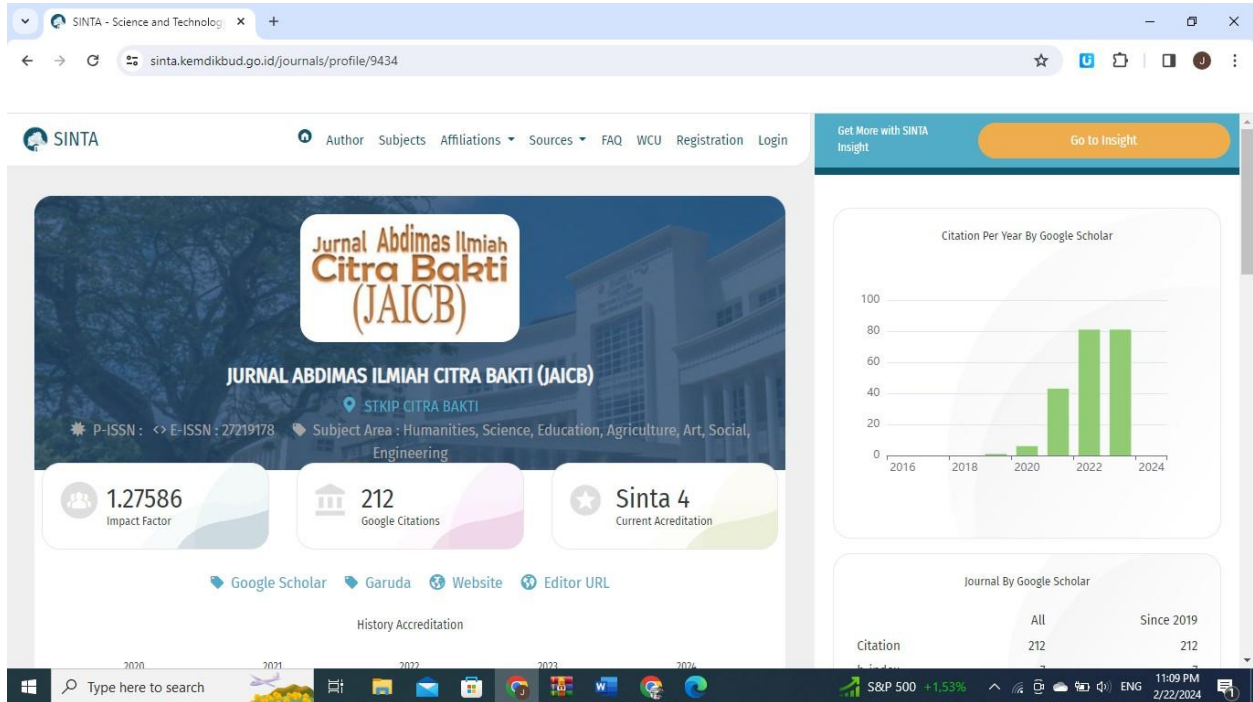 SINTA - Science and Technolog
sinta.kemdikbud.go.id/journals/profile/9434
J
SINTA
Author Subjects Affiliations Sources FAQ WCU Registration Login
Get More with SINTA
Insight
Go to Insight
Jurnal Abdimas Ilmiah
Citra Bakti
(JAICB)
JURNAL ABDIMAS ILMIAH CITRA BAKTI (JAICB)
STKIP CITRA BAKTI
P-ISSN : <> E-ISSN : 27219178 Subject Area : Humanities, Science, Education, Agriculture, Art, Social,
Engineering
1.27586
Impact Factor
212
Google Citations
Sinta 4
Current Acreditation
Google Scholar Garuda Website Editor URL
History Accreditation
2020 2021 2022 2023 2024
Citation Per Year By Google Scholar
100
80
60
40
20
0
2016 2018 2020 2022 2024
Journal By Google Scholar
All Since 2019
Citation 212 212
Type here to search
S&P 500 +1,53%
ENG
11:09 PM
2/22/2024